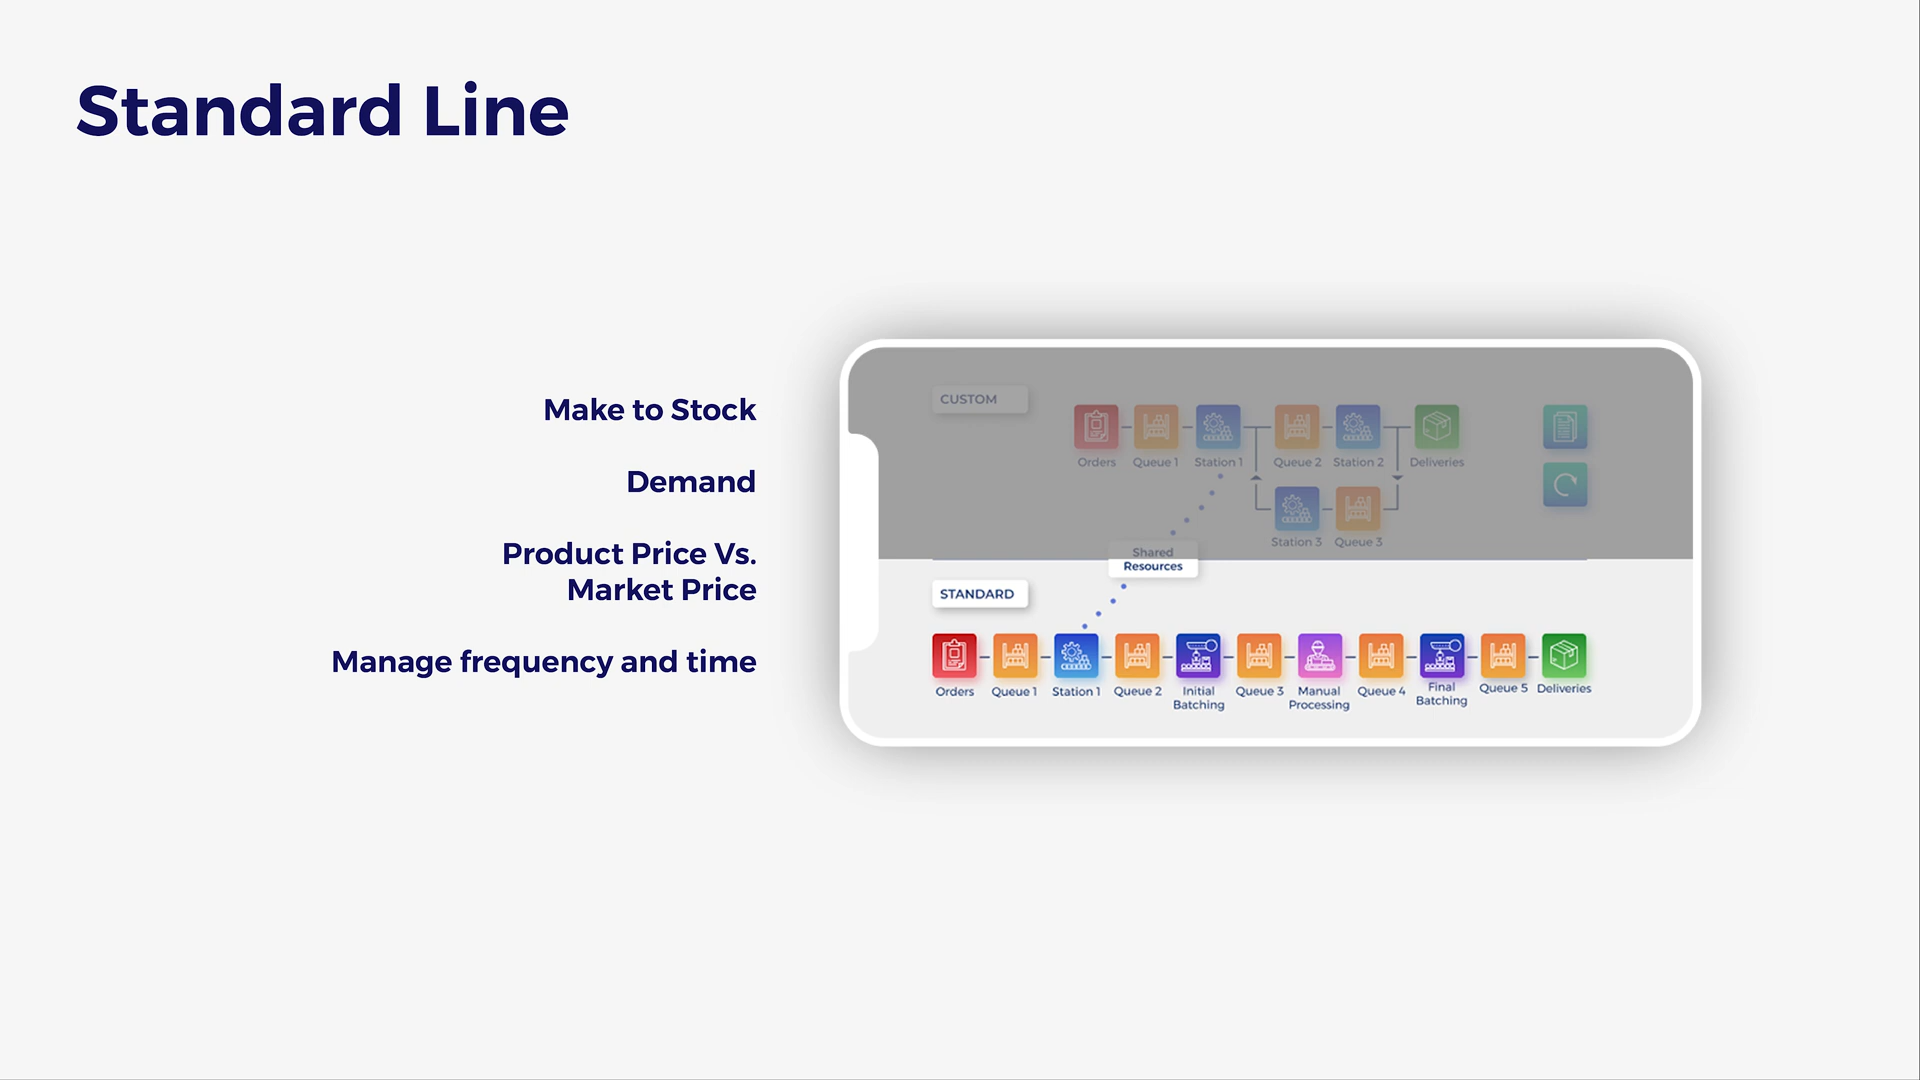 Standard Line
Make to Stock
Demand
Product Price Vs.
Market Price
Manage frequency and time
CUSTOM
Orders
Queue 1
Station 1
Queue 2
Station 2
Deliveries
Station 3
Queue 3
Shared
Resources
STANDARD
Orders
Queue 1
Station 1
Queue 2
Initial
Batching
Queue 3
Manual
Processing
Queue 4
Final
Batching
Queue 5
Deliveries